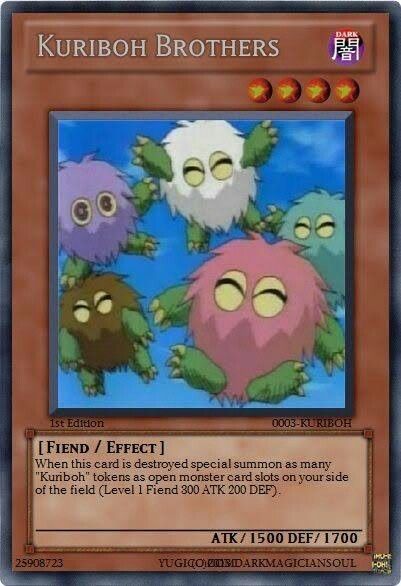 KURIBOH BROTHERS
DARK
闇
1st Edition
0003-KURIBOH
[FIEND / EFFECT]
When this card is destroyed special summon as many
"Kuriboh" tokens as open monster card slots on your side
of the field (Level 1 Fiend 300 ATK 200 DEF).
ATK/1500 DEF/1700
25908723
DARKMAGICIANSOUL